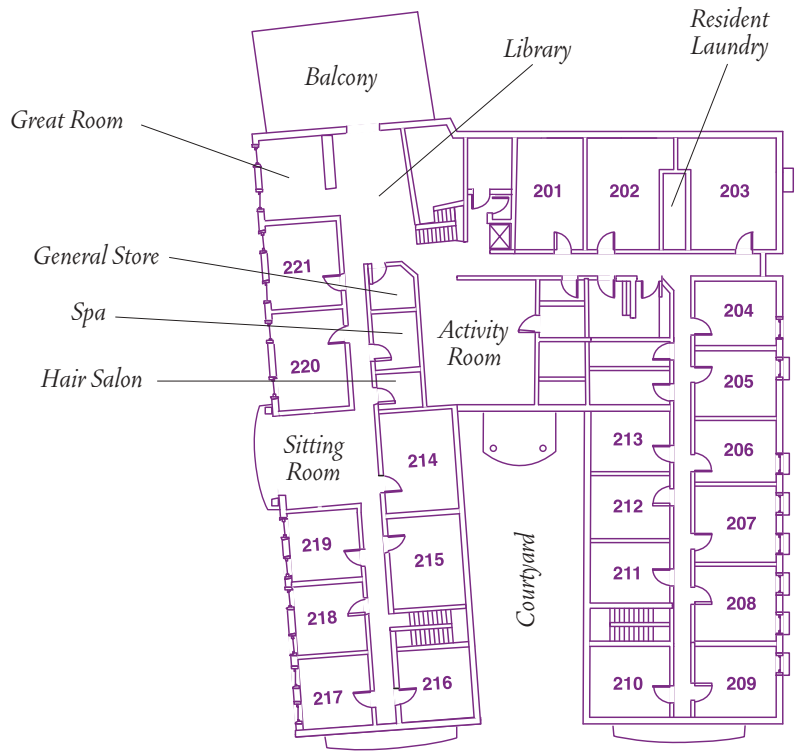 Resident
Laundry
Library
Balcony
Great Room
201
202
203
General Store
221
Spa
Activity
Room
204
220
Hair Salon
205
Sitting
Room
213
206
214
212
207
219
215
Courtyard
211
218
208
217
216
210
209